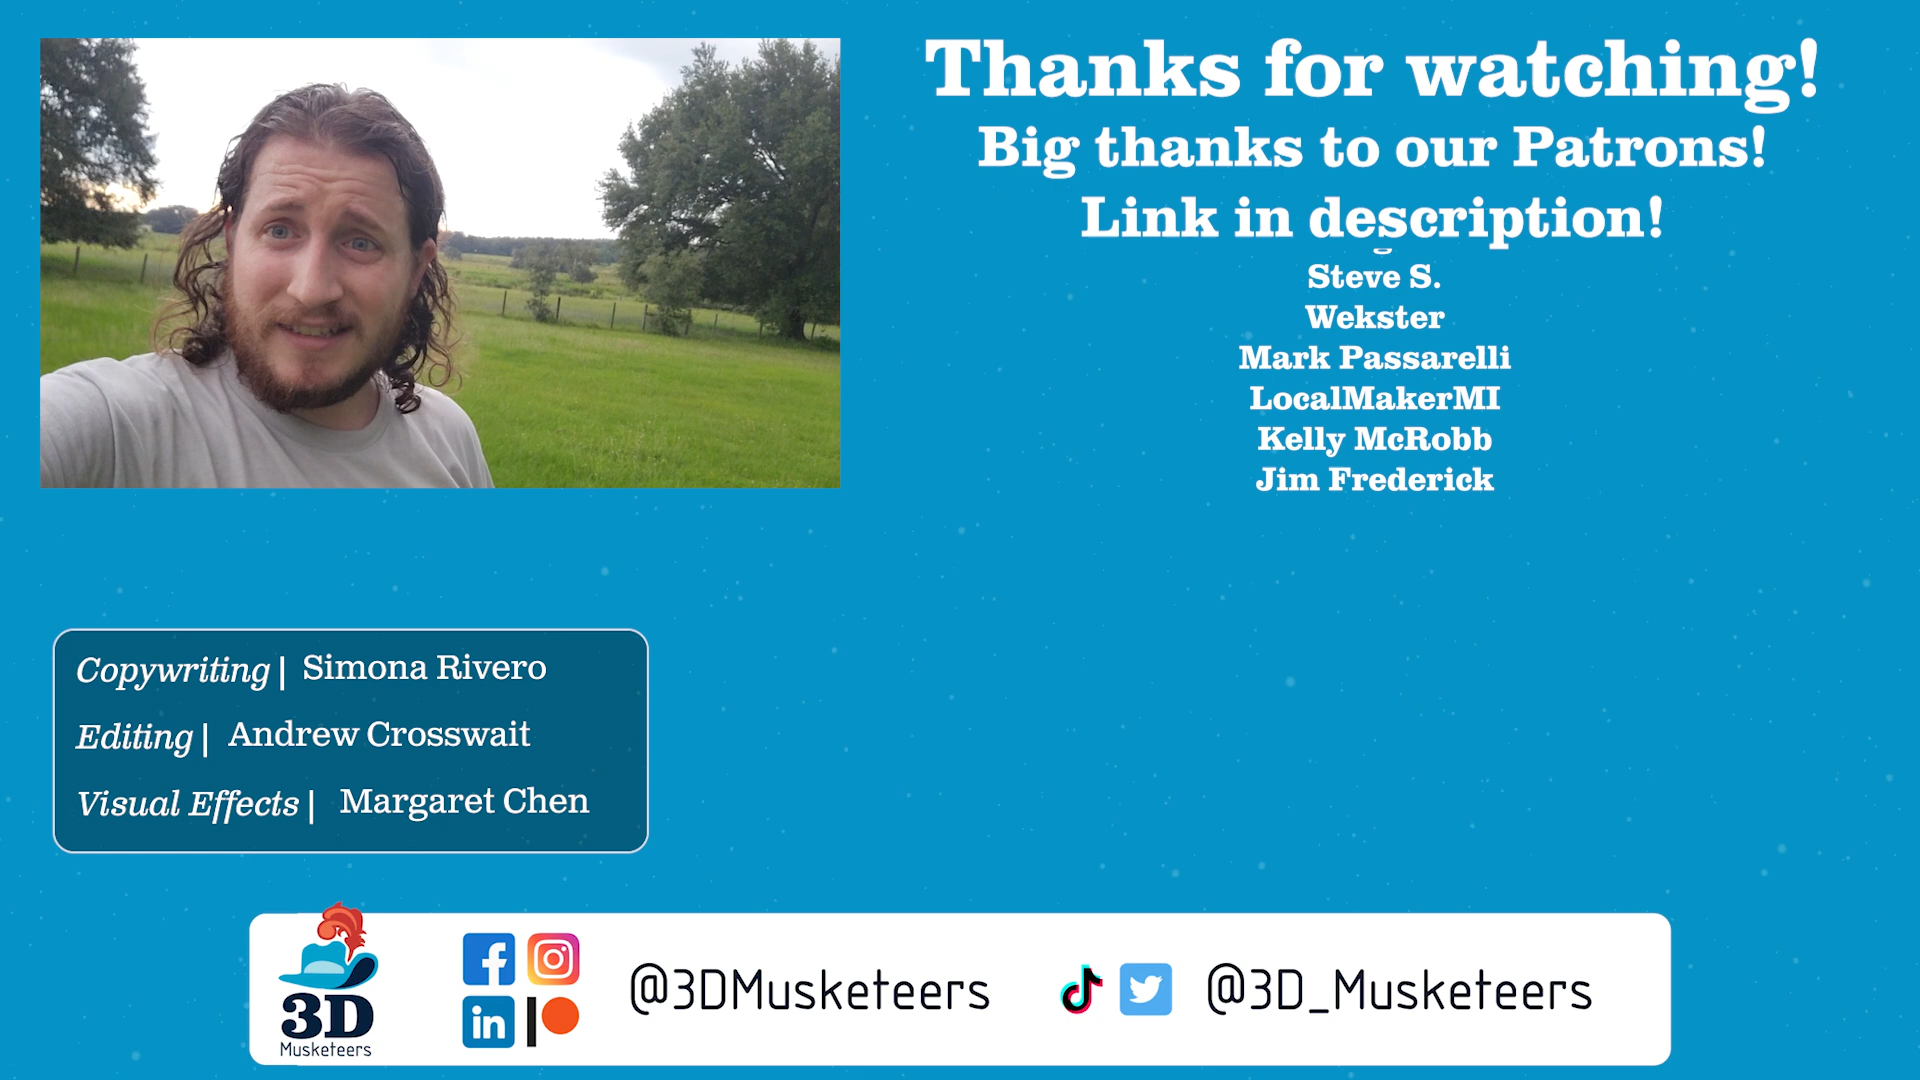 Thanks for watching!
Big thanks to our Patrons!
Link in description!
Steve S.
Wekster
Mark Passarelli
LocalMakerMI
Kelly McRobb
Jim Frederick
Copywriting | Simona Rivero
Editing | Andrew Crosswait
Visual Effects | Margaret Chen
3D
Musketeers
@3DMusketeers
@3D_Musketeers